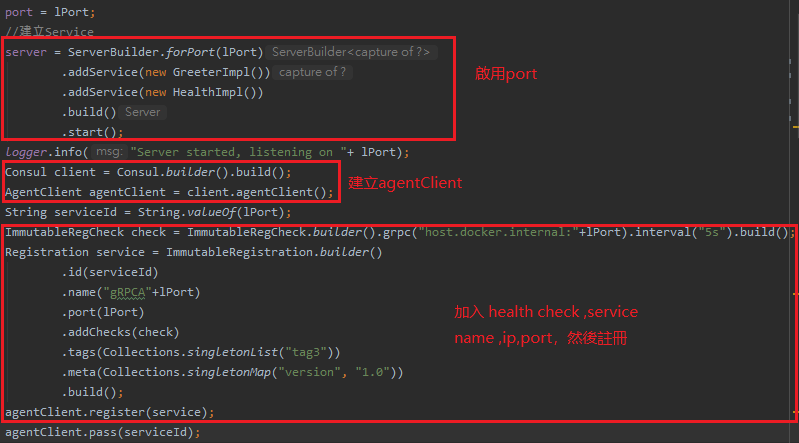 port = lPort;
//建立Service
server = ServerBuilder.forPort(lPort) ServerBuilder<capture of ?>
.addService(new GreeterImpl()) capture of ?
.addService(new HealthImpl())
.build() Server
.start();
啟用port
logger.info( msg: "Server started, listening on "+ lPort);
Consul client = Consul.builder().build();
AgentClient agentClient = client.agentClient();
建立agentClient
String serviceId = String.valueOf(lPort);
ImmutableRegCheck check = ImmutableRegCheck.builder().grpc("host.docker.internal:"+lPort).interval("5s").build();
Registration service = ImmutableRegistration.builder()
.id(serviceId)
.name("gRPCA"+lPort)
.port(lPort)
.addChecks(check)
.tags(Collections.singletonList("tag3"))
.meta(Collections.singletonMap("version", "1.0"))
.build();
加入 health check ,service
name ,ip,port，然後註冊
agentClient.register(service);
agentClient.pass(serviceId);